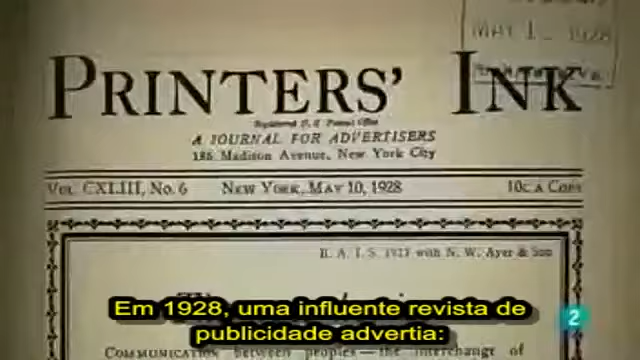 MAY 1 1928
PRINTERS' INK
Registered U. S. Patent Office
A JOURNAL FOR ADVERTISERS
185 Madison Avenue, New York City
VOL. CXLIII, NO. 6 NEW YORK, MAY 10, 1928 10C A COPY
N. W. Ayer & Son
Em 1928, uma influente revista de
publicidade advertia:
2
COMMUNICATION between peoples—the interchange of